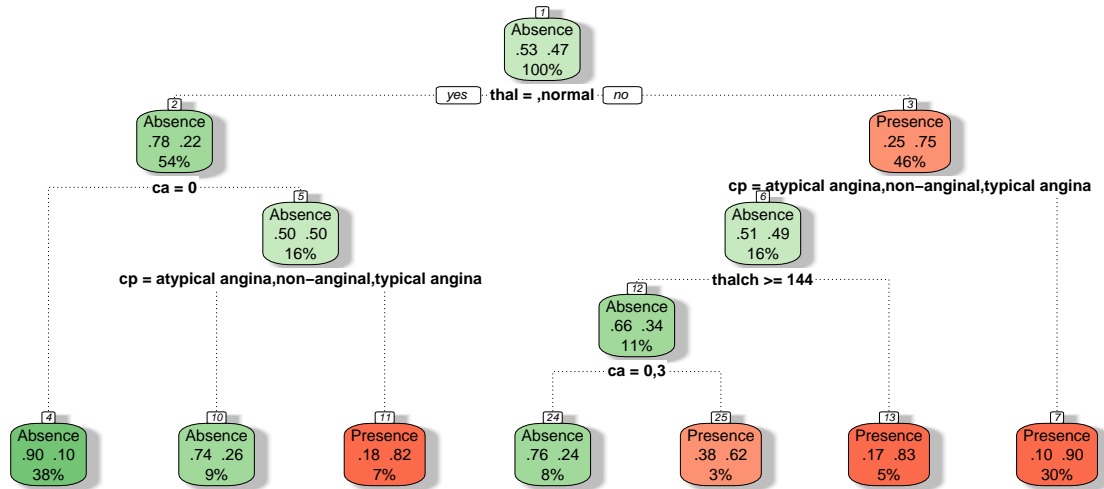 1
Absence
.53 .47
100%
yes thal = ,normal no
2
Absence
.78 .22
54%
3
Presence
.25 .75
46%
ca = 0
cp = atypical angina,non−anginal,typical angina
5
Absence
.50 .50
16%
6
Absence
.51 .49
16%
cp = atypical angina,non−anginal,typical angina
thalch >= 144
12
Absence
.66 .34
11%
ca = 0,3
4
Absence
.90 .10
38%
10
Absence
.74 .26
9%
11
Presence
.18 .82
7%
24
Absence
.76 .24
8%
25
Presence
.38 .62
3%
13
Presence
.17 .83
5%
7
Presence
.10 .90
30%